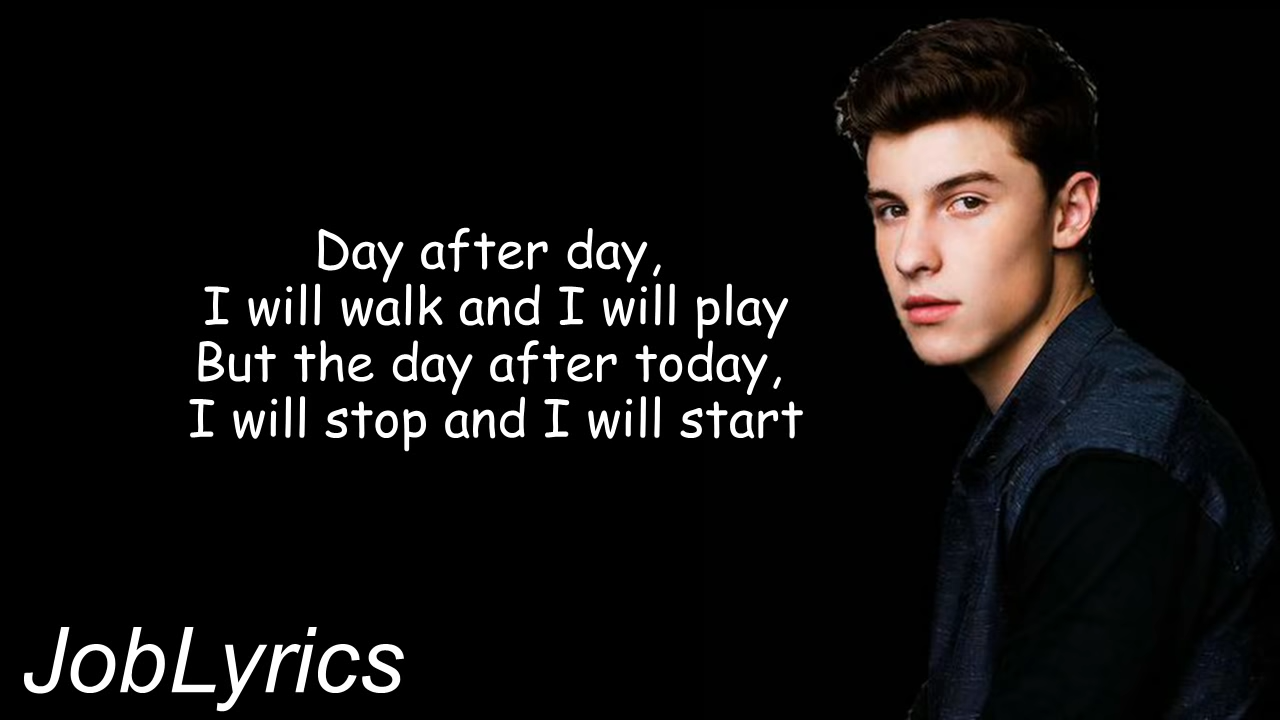 Day after day,
I will walk and I will play
But the day after today,
I will stop and I will start
JobLyrics